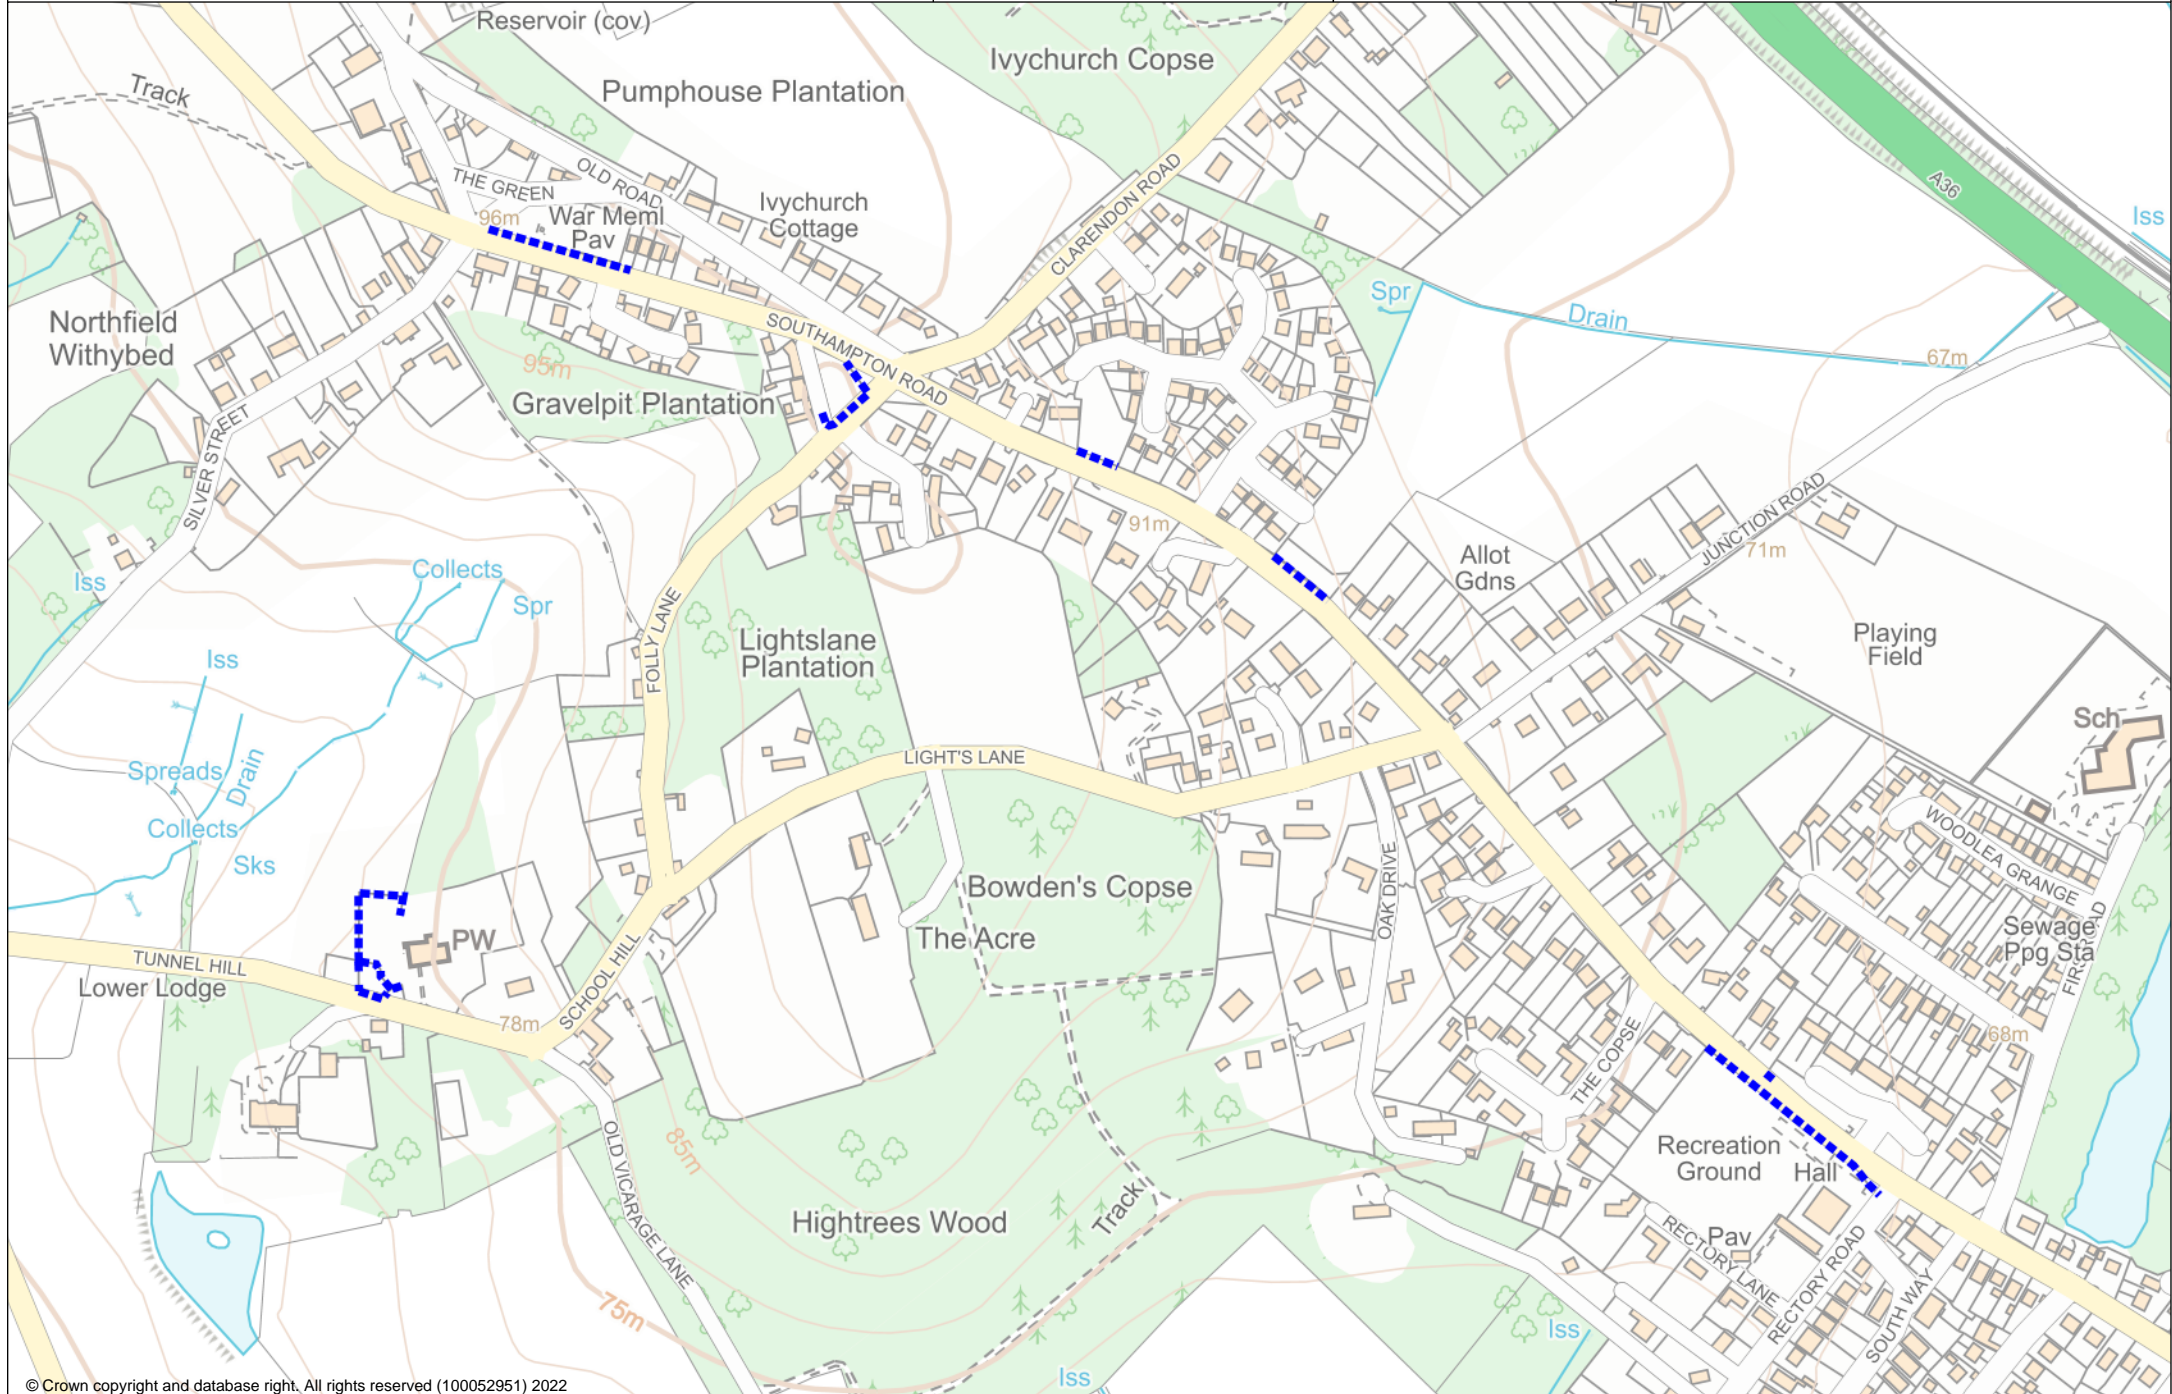 Reservoir (cov)
Ivychurch Copse
Track
Pumphouse Plantation
A36
THE GREEN
OLD ROAD
CLARENDON ROAD
96m
War Meml
Pav
Ivychurch
Cottage
Iss
Northfield
Withybed
Spr
Drain
67m
SOUTHAMPTON ROAD
95m
Gravelpit Plantation
SILVER STREET
91m
JUNCTION ROAD
71m
Allot
Gdns
Iss
Collects
Spr
FOLLY LANE
Lightslane
Plantation
Playing
Field
Iss
Sch
Spreads
Drain
LIGHT'S LANE
Collects
Sks
WOODLEA GRANGE
OAK DRIVE
Bowden's Copse
The Acre
PW
Sewage
Ppg Sta
TUNNEL HILL
Lower Lodge
SCHOOL HILL
78m
68m
THE COPSE
85m
OLD VICARAGE LANE
Recreation
Ground
Hall
Hightrees Wood
Track
Pav
RECTORY LANE
RECTORY ROAD
SOUTH WAY
75m
Iss
Iss
© Crown copyright and database right. All rights reserved (100052951) 2022